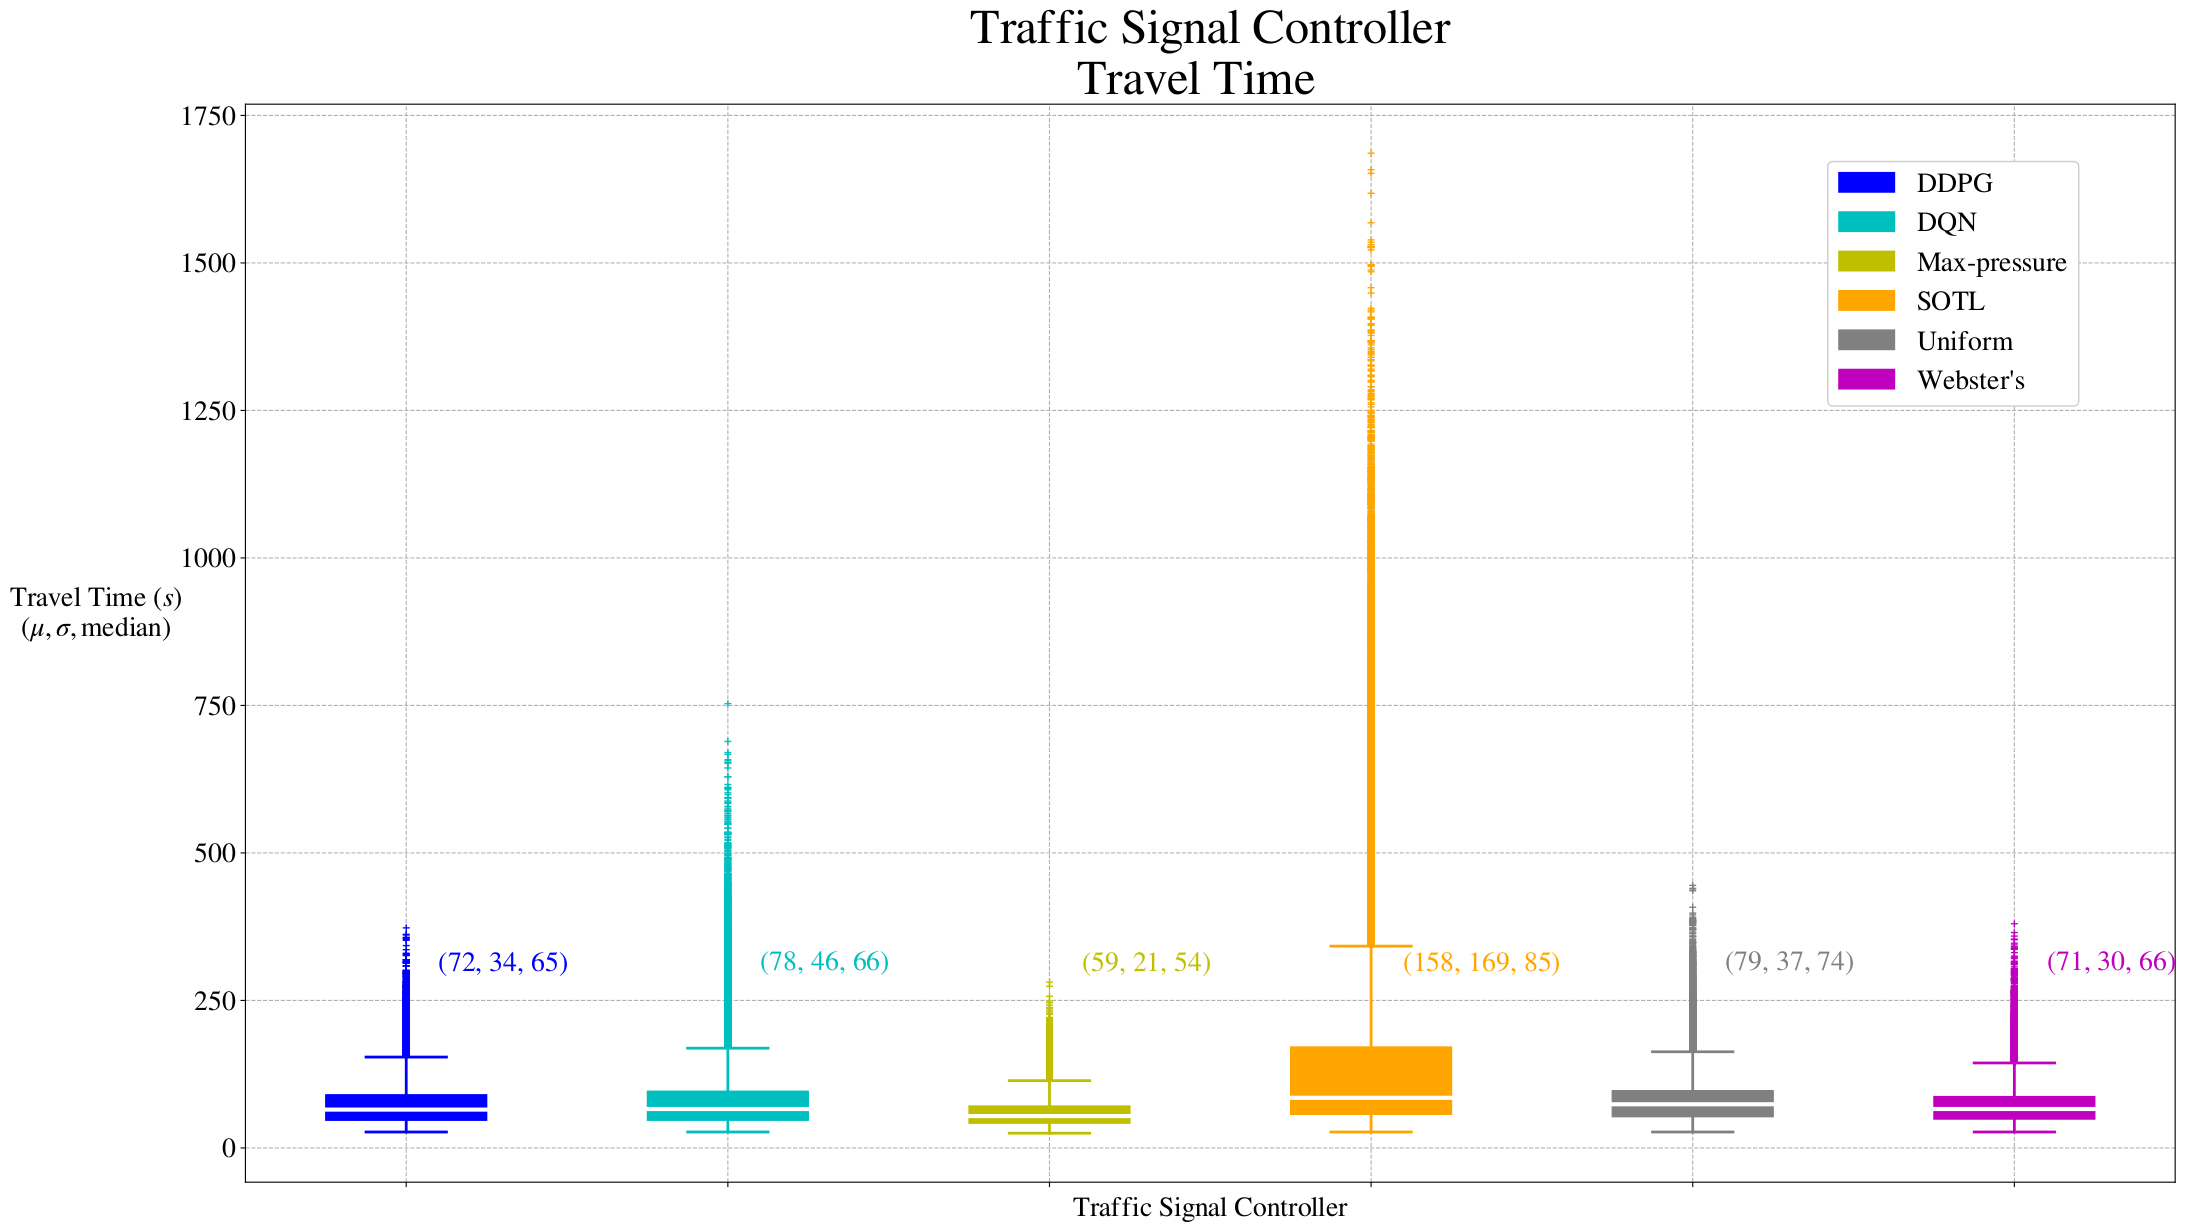 Traffic Signal Controller
Travel Time
1750
1500
1250
1000
750
500
250
0
Travel Time (s)
(μ, σ, median)
DDPG
DQN
Max-pressure
SOTL
Uniform
Webster's
(72, 34, 65)
(78, 46, 66)
(59, 21, 54)
(158, 169, 85)
(79, 37, 74)
(71, 30, 66)
Traffic Signal Controller